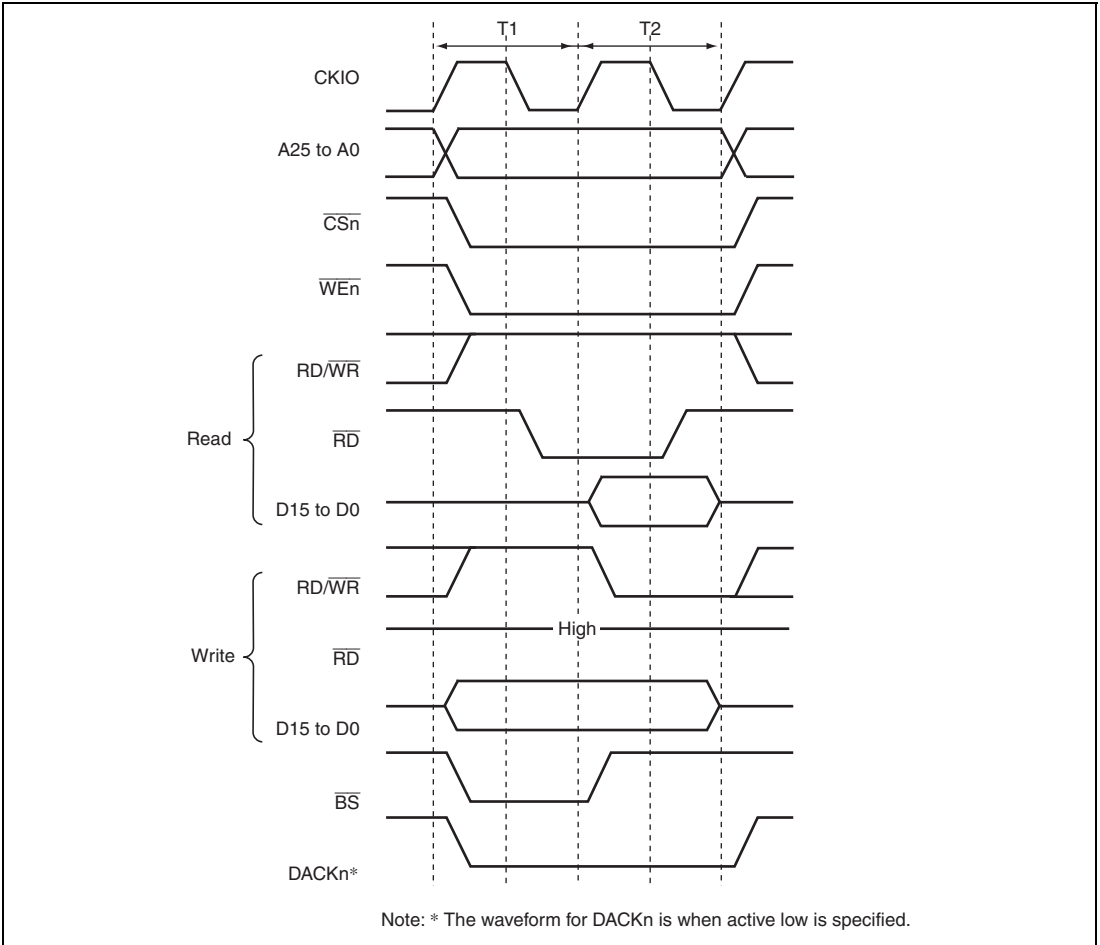 T1 T2
CKIO
A25 to A0
CSn
WEn
RD/WR
Read
RD
D15 to D0
RD/WR
High
Write
RD
D15 to D0
BS
DACKn*
Note: * The waveform for DACKn is when active low is specified.